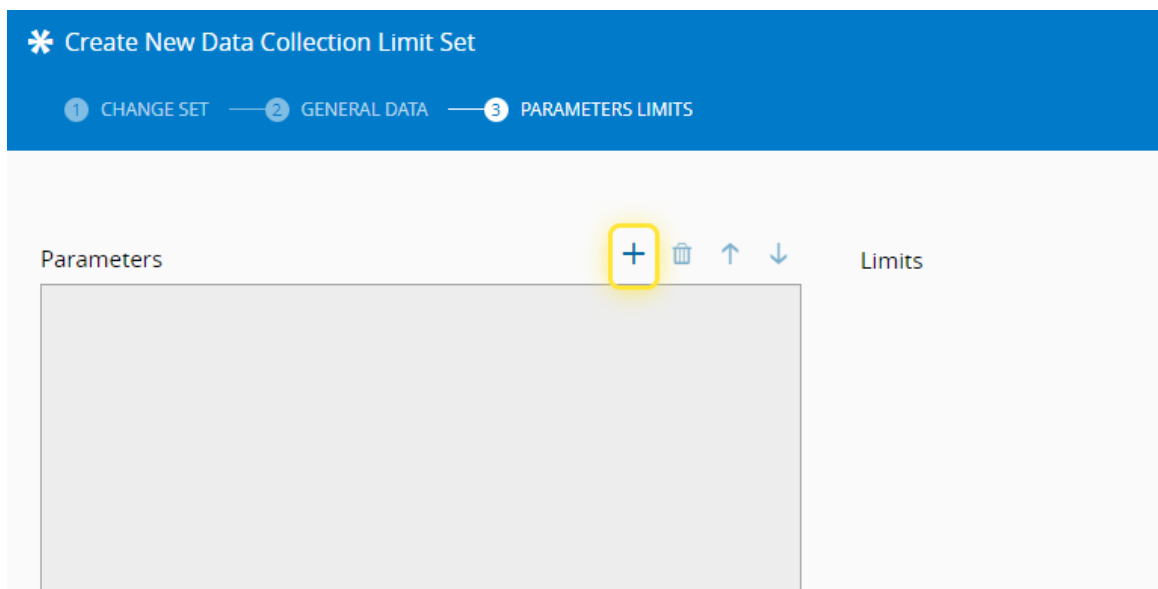 Create New Data Collection Limit Set
1 CHANGE SET 2 GENERAL DATA 3 PARAMETERS LIMITS
Parameters
Limits